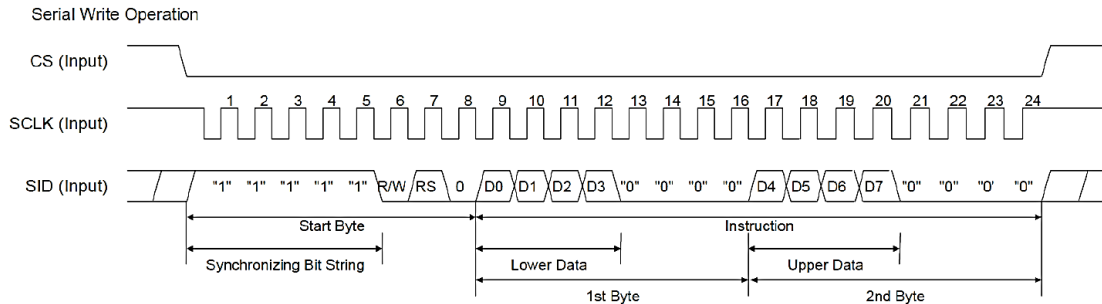 Serial Write Operation
CS (Input)
1 2 3 4 5 6 7 8 9 10 11 12 13 14 15 16 17 18 19 20 21 22 23 24
SCLK (Input)
SID (Input) "1" "1" "1" "1" "1" R/W RS 0 D0 D1 D2 D3 "0" "0" "0" "0" D4 D5 D6 D7 "0" "0" "0' "0"
Start Byte Instruction
Synchronizing Bit String Lower Data Upper Data
1st Byte 2nd Byte